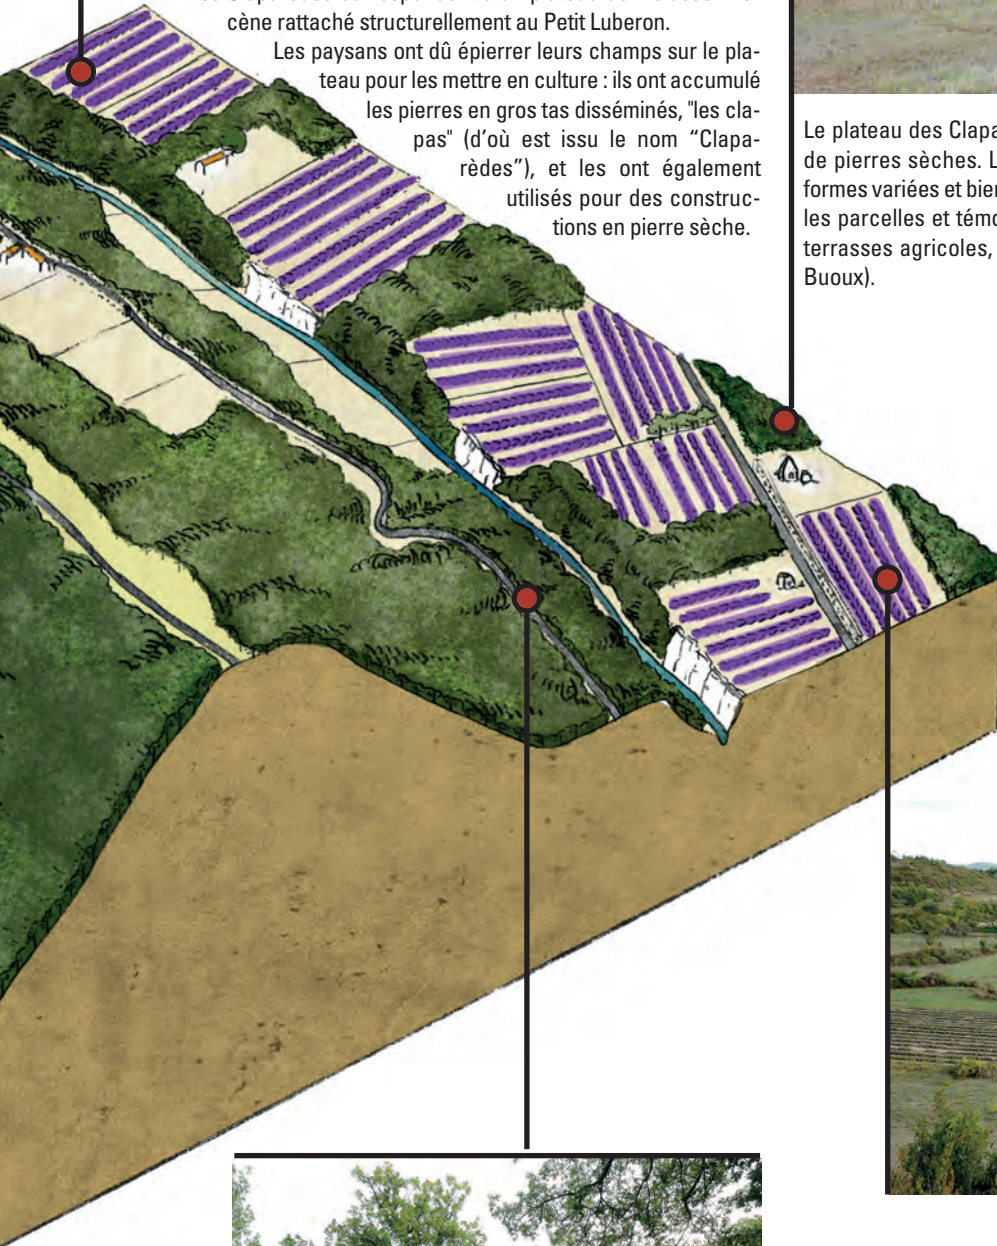 cène rattaché structurellement au Petit Luberon.
Les paysans ont dû épierrer leurs champs sur le pla-
teau pour les mettre en culture : ils ont accumulé
les pierres en gros tas disséminés, "les cla-
pas" (d’où est issu le nom “Clapa-
rèdes”), et les ont également
utilisés pour des construc-
tions en pierre sèche.
Le plateau des Clapa
de pierres sèches. L
formes variées et bien
les parcelles et témo
terrasses agricoles,
Buoux).